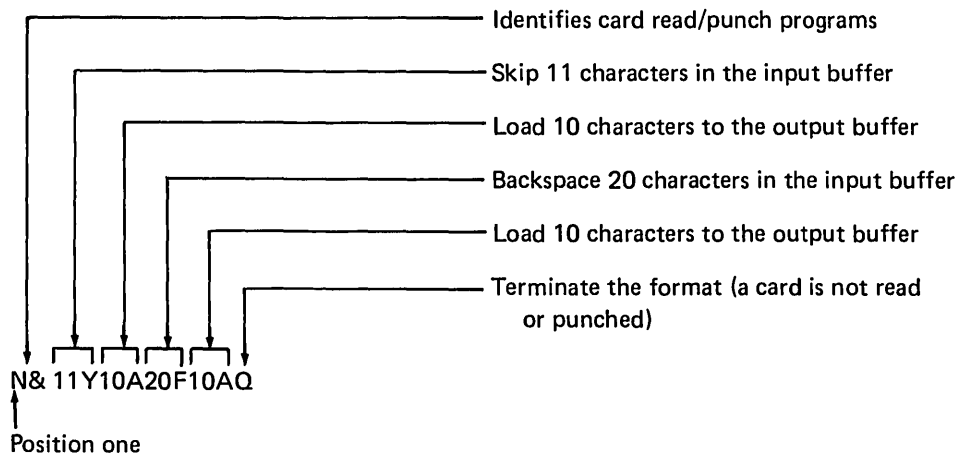 Identifies card read/punch programs
Skip 11 characters in the input buffer
Load 10 characters to the output buffer
Backspace 20 characters in the input buffer
Load 10 characters to the output buffer
Terminate the format (a card is not read
or punched)
N& 11Y10A20F10AQ
Position one